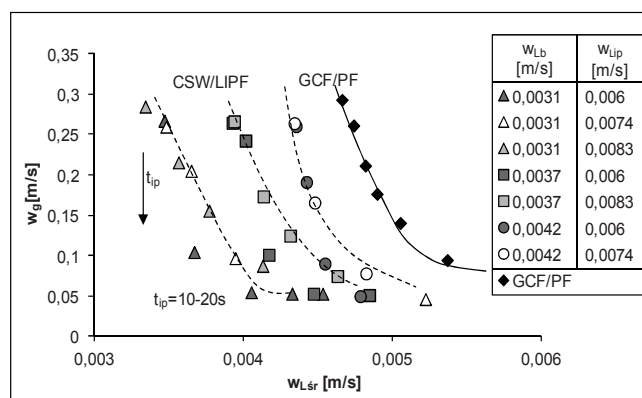 0,35
0,3
0,25
0,2
0,15
0,1
0,05
0
w_g[m/s]
CSW/LIPF
GCF/PF
t_ip
t_ip=10-20s
0,003 0,004 0,005 0,006
w_Lśr [m/s]
w_Lb [m/s] w_Lip [m/s]
0,0031 0,006
0,0031 0,0074
0,0031 0,0083
0,0037 0,006
0,0037 0,0083
0,0042 0,006
0,0042 0,0074
GCF/PF